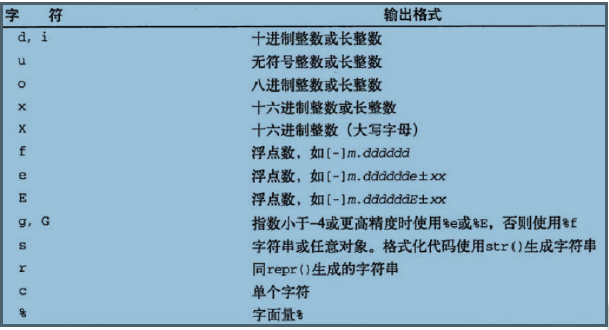 字 符 输出格式
d, i 十进制整数或长整数
u 无符号整数或长整数
o 八进制整数或长整数
x 十六进制整数或长整数
X 十六进制整数（大写字母）
f 浮点数，如[-]m.dddddd
e 浮点数，如[-]m.dddddde±xx
E 浮点数，如[-]m.ddddddE±xx
g, G 指数小于-4或更高精度时使用%e或%E，否则使用%f
s 字符串或任意对象。格式化代码使用str()生成字符串
r 同repr()生成的字符串
c 单个字符
% 字面量%